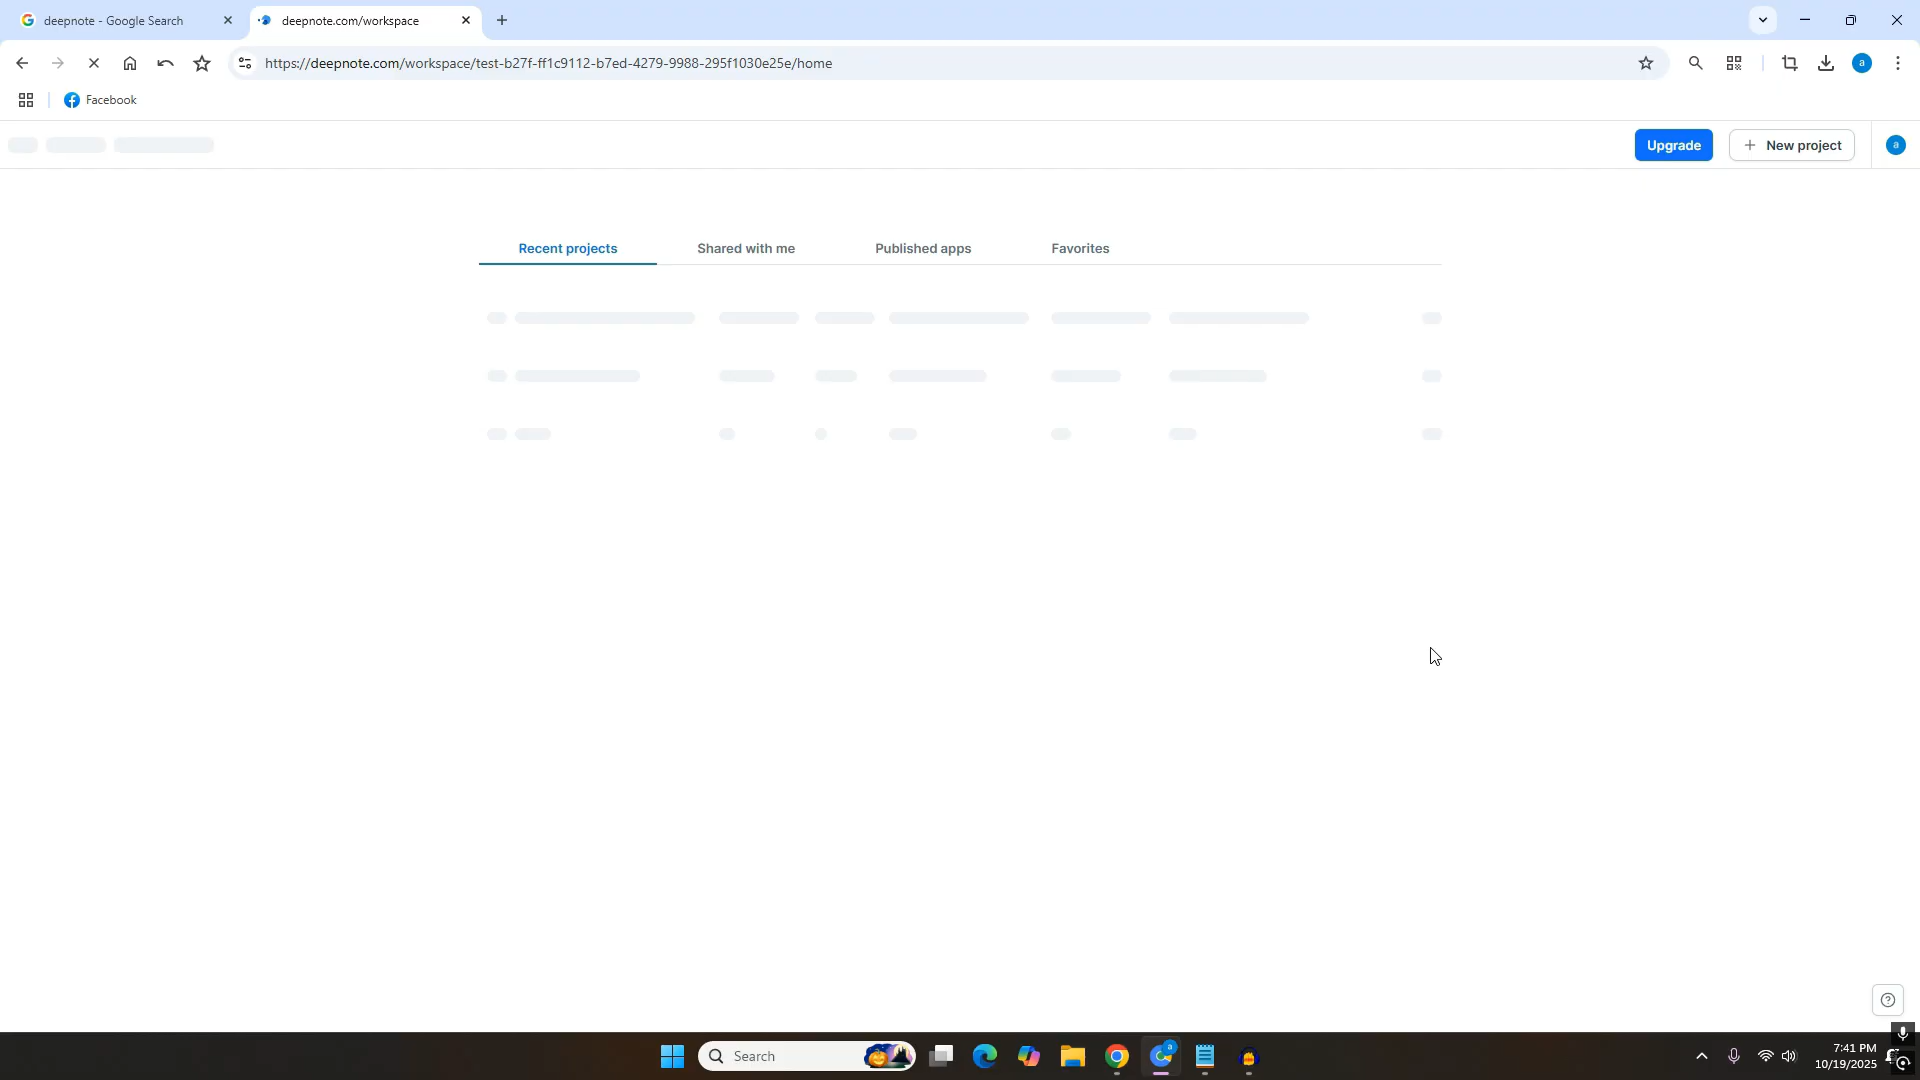 deepnote - Google Search
deepnote.com/workspace
https://deepnote.com/workspace/test-b27f-ff1c9112-b7ed-4279-9988-295f1030e25e/home
a
Facebook
Upgrade
New project
a
Recent projects
Shared with me
Published apps
Favorites
Search
a
7:41 PM
10/19/2025